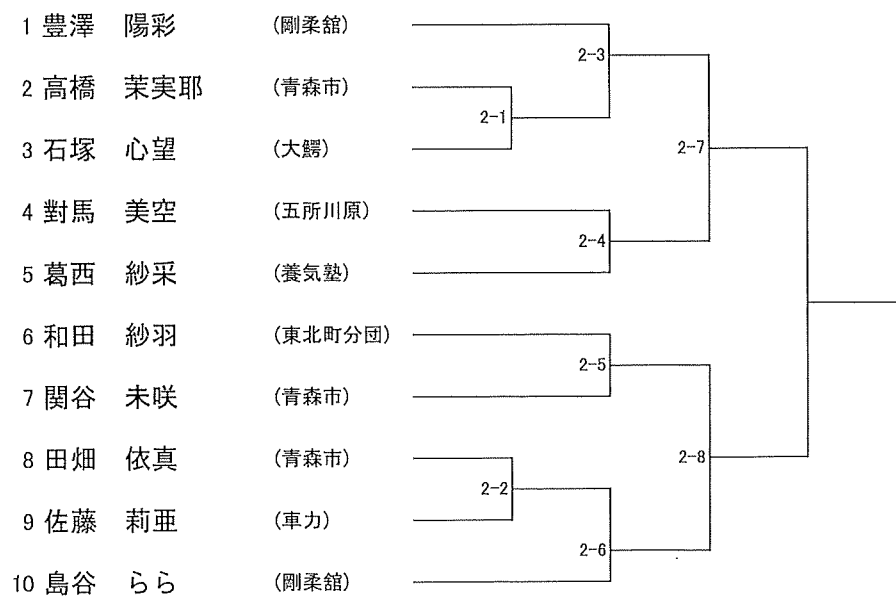 1 豊澤 陽彩 (剛柔舘)
2-3
2 高橋 茉実耶 (青森市)
2-1
3 石塚 心望 (大鰐)
2-7
4 對馬 美空 (五所川原)
2-4
5 葛西 紗采 (養気塾)
6 和田 紗羽 (東北町分団)
2-5
7 関谷 未咲 (青森市)
8 田畑 依真 (青森市)
2-8
2-2
9 佐藤 莉亜 (車力)
2-6
10 島谷 らら (剛柔舘)